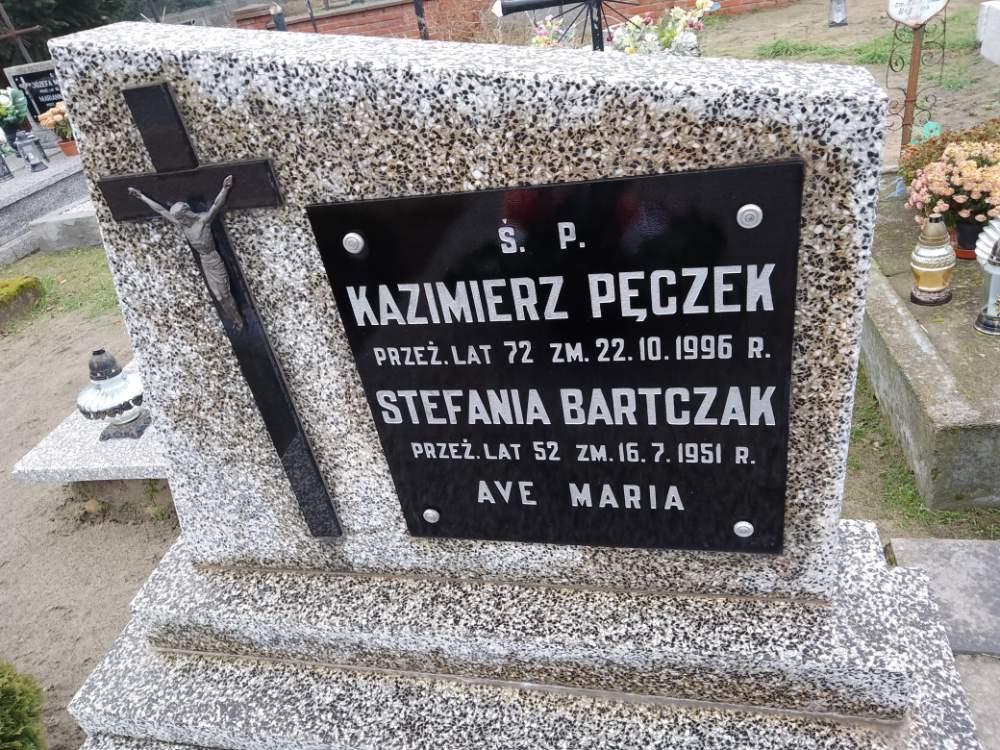 Ś. P.
KAZIMIERZ PĘCZEK
PRZEŻ. LAT 72 ZM. 22.10.1996 R.
STEFANIA BARTCZAK
PRZEŻ. LAT 52 ZM. 16.7.1951 R.
AVE MARIA